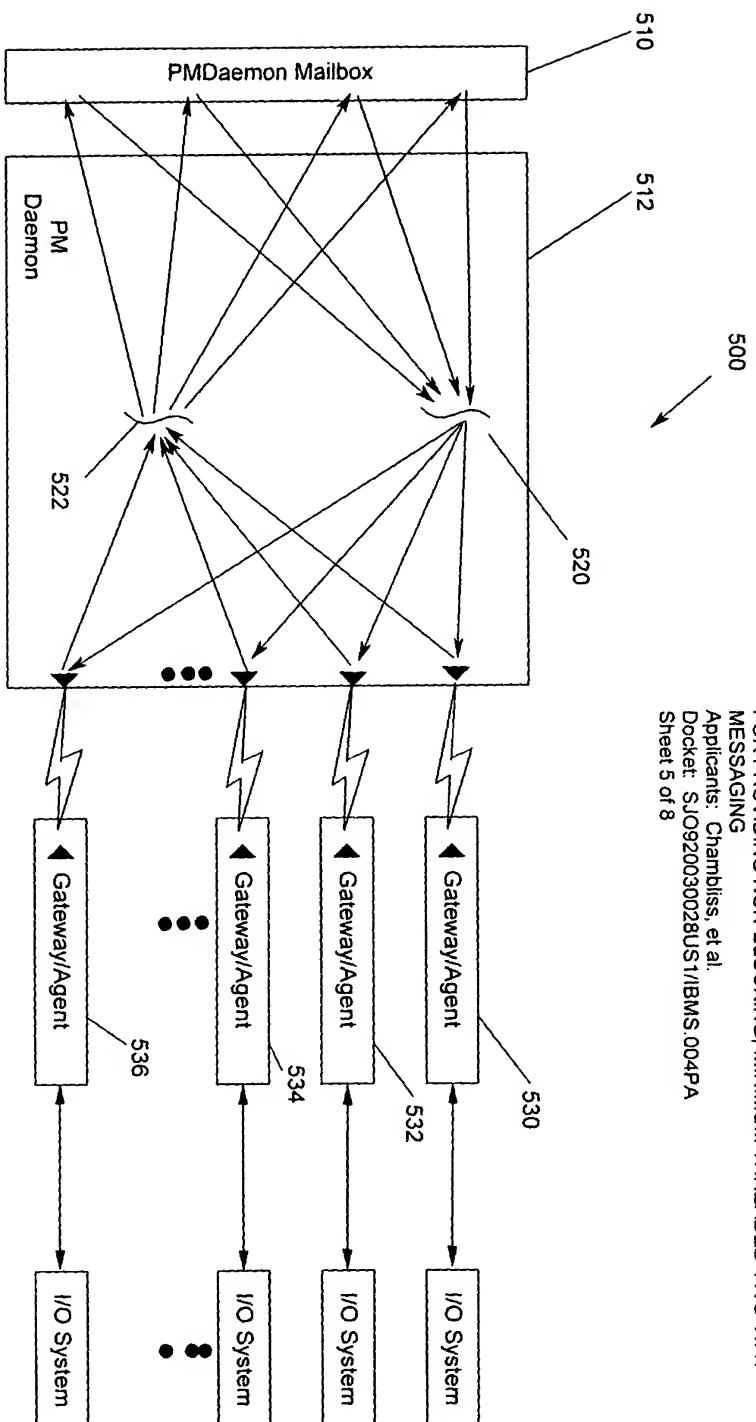 MESSAGING
Applicants: Chambliss, et al.
Docket: SJO920030028US1/IBMS.004PA
Sheet 5 of 8
500
510
PMDaemon Mailbox
512
PM
Daemon
520
522
Gateway/Agent
530
Gateway/Agent
532
Gateway/Agent
534
Gateway/Agent
536
I/O System
I/O System
I/O System
I/O System